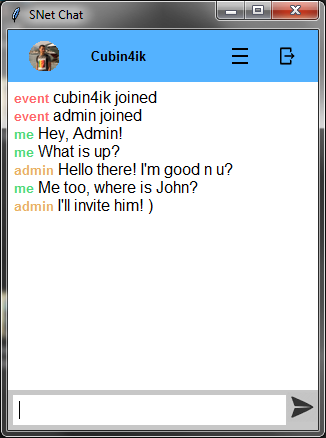 SNet Chat
Cubin4ik
event cubin4ik joined
event admin joined
me Hey, Admin!
me What is up?
admin Hello there! I'm good n u?
me Me too, where is John?
admin I'll invite him! )